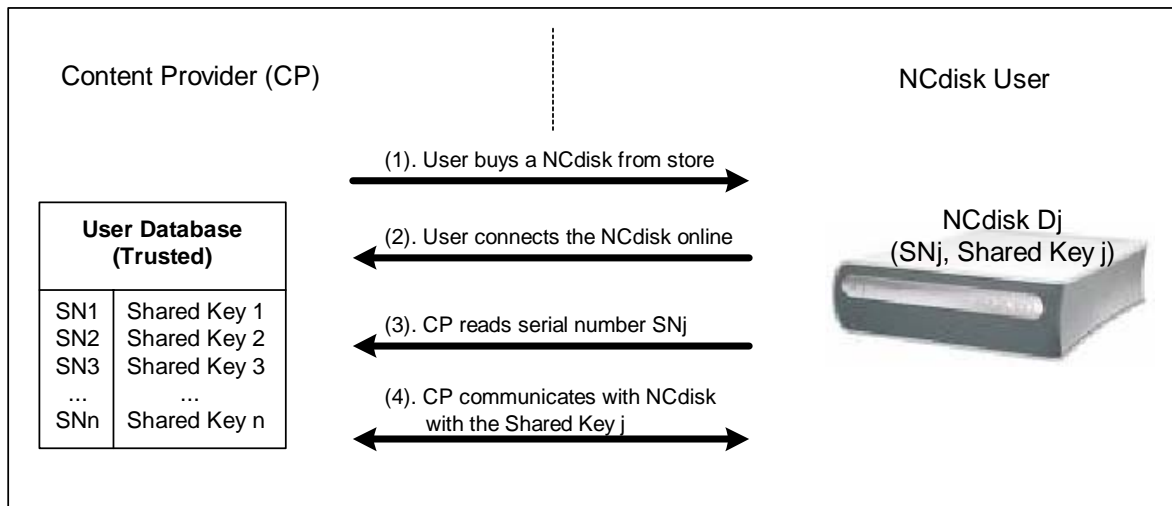 Content Provider (CP)
NCdisk User
(1). User buys a NCdisk from store
User Database
(Trusted)
SN1 Shared Key 1
SN2 Shared Key 2
SN3 Shared Key 3
... ...
SNn Shared Key n
(2). User connects the NCdisk online
(3). CP reads serial number SNj
(4). CP communicates with NCdisk
with the Shared Key j
NCdisk Dj
(SNj, Shared Key j)